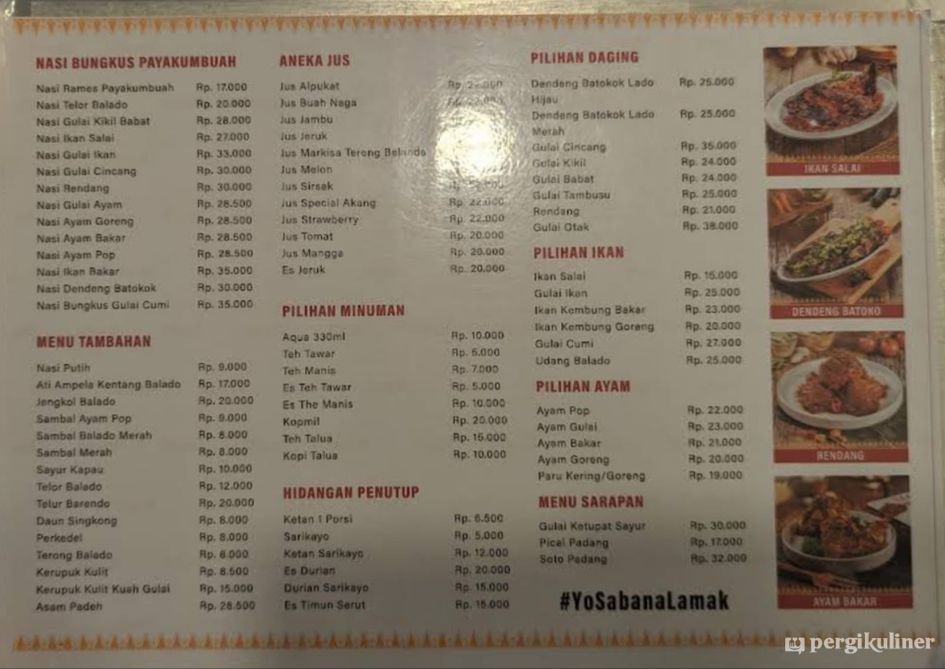 NASI BUNGKUS PAYAKUMBUAH
Nasi Rames Payakumbuah Rp. 17.000
Nasi Telor Balado Rp. 20.000
Nasi Gulai Kikil Babat Rp. 28.000
Nasi Ikan Salai Rp. 27.000
Nasi Gulai Ikan Rp. 33.000
Nasi Gulai Cincang Rp. 30.000
Nasi Rendang Rp. 30.000
Nasi Gulai Ayam Rp. 28.500
Nasi Ayam Goreng Rp. 28.500
Nasi Ayam Bakar Rp. 28.500
Nasi Ayam Pop Rp. 28.500
Nasi Ikan Bakar Rp. 35.000
Nasi Dendeng Batokok Rp. 30.000
Nasi Bungkus Gulai Cumi Rp. 35.000
MENU TAMBAHAN
Nasi Putih Rp. 9.000
Ati Ampela Kentang Balado Rp. 17.000
Jengkol Balado Rp. 20.000
Sambal Ayam Pop Rp. 9.000
Sambal Balado Merah Rp. 8.000
Sambal Merah Rp. 8.000
Sayur Kapau Rp. 10.000
Telor Balado Rp. 12.000
Telur Barendo Rp. 20.000
Daun Singkong Rp. 8.000
Perkedel Rp. 8.000
Terong Balado Rp. 8.000
Kerupuk Kulit Rp. 8.500
Kerupuk Kulit Kuah Gulai Rp. 15.000
Asam Padeh Rp. 28.500
ANEKA JUS
Jus Alpukat Rp.
Jus Buah Naga
Jus Jambu
Jus Jeruk
Jus Markisa Terong Belanda
Jus Melon
Jus Sirsak
Jus Special Akang Rp. 22.000
Jus Strawberry Rp. 22.000
Jus Tomat Rp. 20.000
Jus Mangga Rp. 20.000
Es Jeruk Rp. 20.000
PILIHAN MINUMAN
Aqua 330ml Rp. 10.000
Teh Tawar Rp. 5.000
Teh Manis Rp. 7.000
Es Teh Tawar Rp. 5.000
Es The Manis Rp. 10.000
Kopmil Rp. 20.000
Teh Talua Rp. 15.000
Kopi Talua Rp. 10.000
HIDANGAN PENUTUP
Ketan 1 Porsi Rp. 6.500
Sarikayo Rp. 5.000
Ketan Sarikayo Rp. 12.000
Es Durian Rp. 20.000
Durian Sarikayo Rp. 15.000
Es Timun Serut Rp. 15.000
PILIHAN DAGING
Dendeng Batokok Lado Rp. 25.000
Hijau
Dendeng Batokok Lado Rp. 25.000
Merah
Gulai Cincang Rp. 35.000
Gulai Kikil Rp. 24.000
Gulai Babat Rp. 24.000
Gulai Tambusu Rp. 25.000
Rendang Rp. 21.000
Gulai Otak Rp. 38.000
PILIHAN IKAN
Ikan Salai Rp. 15.000
Gulai Ikan Rp. 25.000
Ikan Kembung Bakar Rp. 23.000
Ikan Kembung Goreng Rp. 20.000
Gulai Cumi Rp. 27.000
Udang Balado Rp. 25.000
PILIHAN AYAM
Ayam Pop Rp. 22.000
Ayam Gulai Rp. 23.000
Ayam Bakar Rp. 21.000
Ayam Goreng Rp. 20.000
Paru Kering/Goreng Rp. 19.000
MENU SARAPAN
Gulai Ketupat Sayur Rp. 30.000
Pical Padang Rp. 17.000
Soto Padang Rp. 32.000
#YoSabanaLamak
IKAN SALAI
DENDENG BATOKO
RENDANG
AYAM BAKAR
pergikuliner